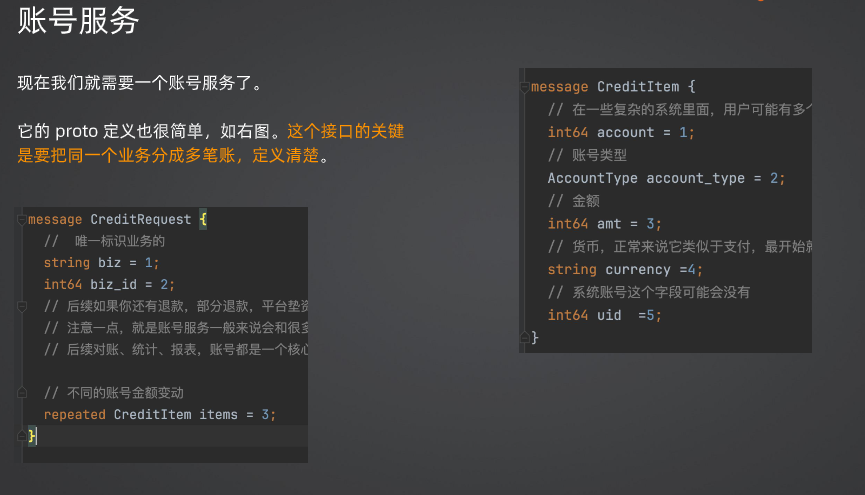 账号服务
现在我们就需要一个账号服务了。
它的 proto 定义也很简单，如右图。这个接口的关键
是要把同一个业务分成多笔账，定义清楚。
message CreditRequest {
//  唯一标识业务的
string biz = 1;
int64 biz_id = 2;
// 后续如果你还有退款，部分退款，平台垫资
// 注意一点，就是账号服务一般来说会和很多
// 后续对账、统计、报表，账号都是一个核心
// 不同的账号金额变动
repeated CreditItem items = 3;
}
message CreditItem {
// 在一些复杂的系统里面，用户可能有多个
int64 account = 1;
// 账号类型
AccountType account_type = 2;
// 金额
int64 amt = 3;
// 货币，正常来说它类似于支付，最开始就
string currency =4;
// 系统账号这个字段可能会没有
int64 uid  =5;
}